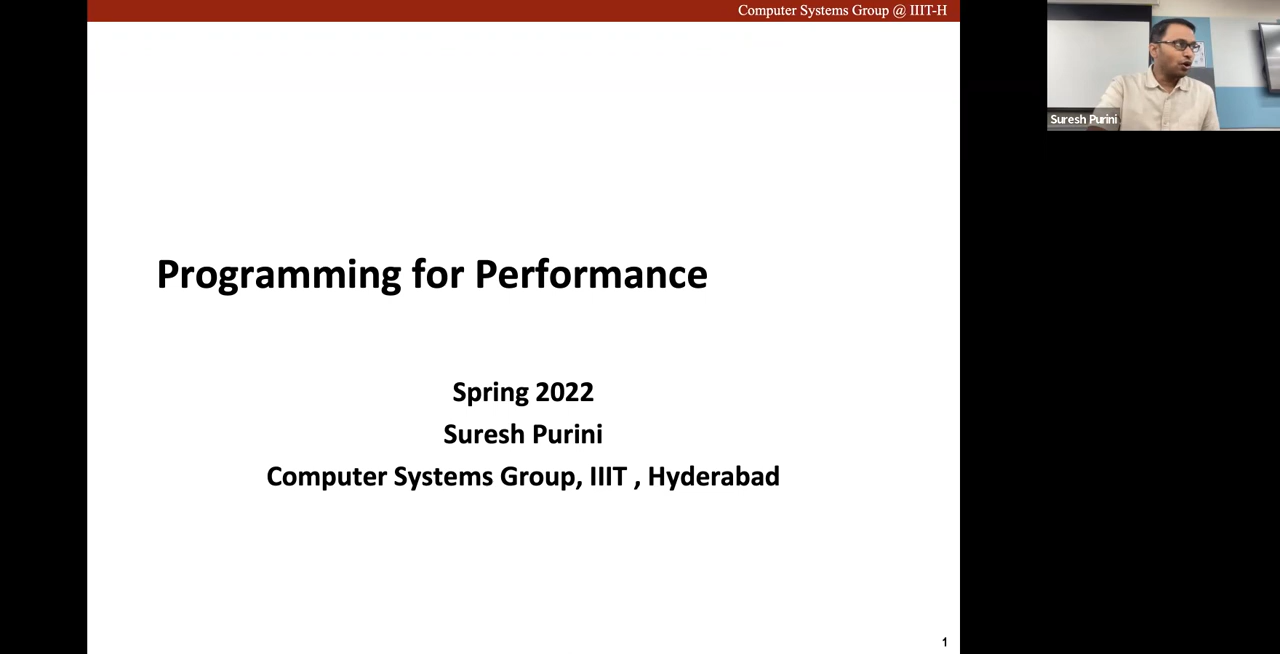 Computer Systems Group @ IIIT-H
Suresh Purini
Programming for Performance
Spring 2022
Suresh Purini
Computer Systems Group, IIIT , Hyderabad
1